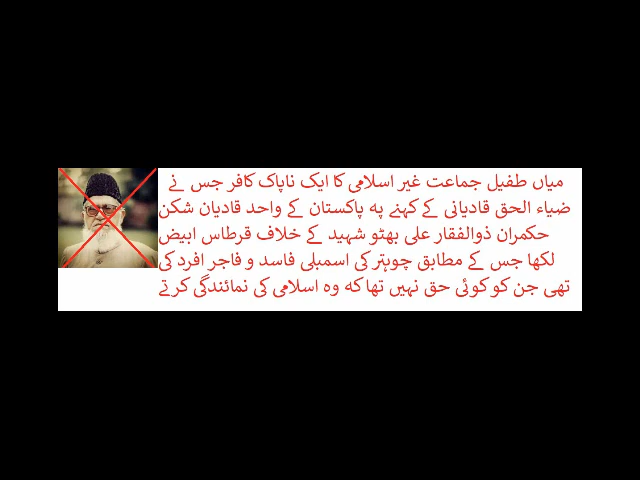 میاں طفیل جماعت غیر اسلامی کا ایک ناپاک کافر جس نے
ضیاء الحق قادیانی کے کہنے پہ پاکستان کے واحد قادیان شکن
حکمران ذوالفقار علی بھٹو شہید کے خلاف قرطاس ابیض
لکھا جس کے مطابق چوہتر کی اسمبلی فاسد و فاجر افرد کی
تھی جن کو کوئی حق نہیں تھا کہ وہ اسلامی کی نمائندگی کرتے